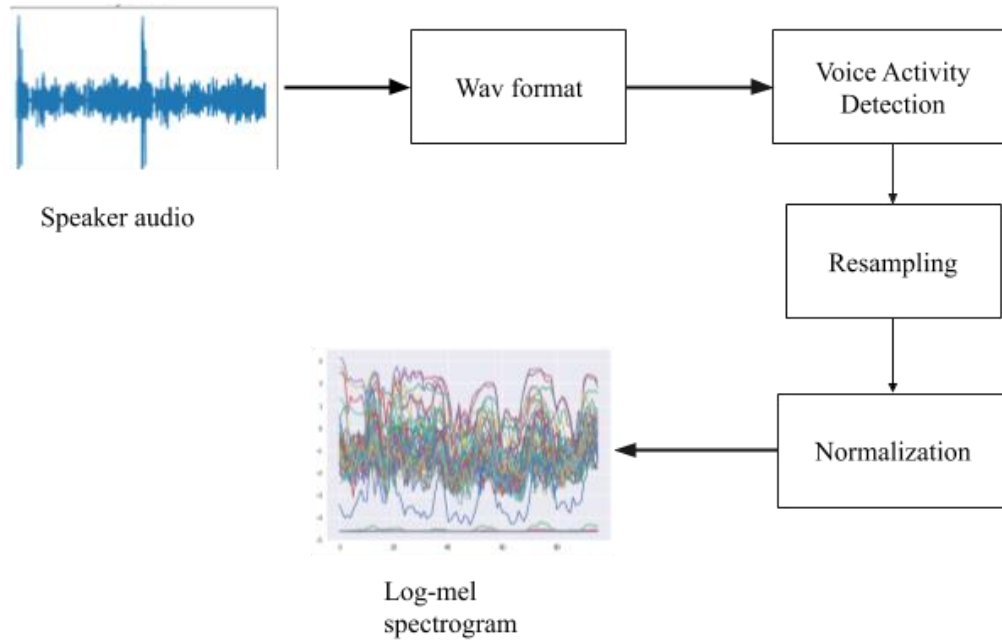 Speaker audio
Wav format
Voice Activity
Detection
Resampling
Normalization
Log-mel
spectrogram